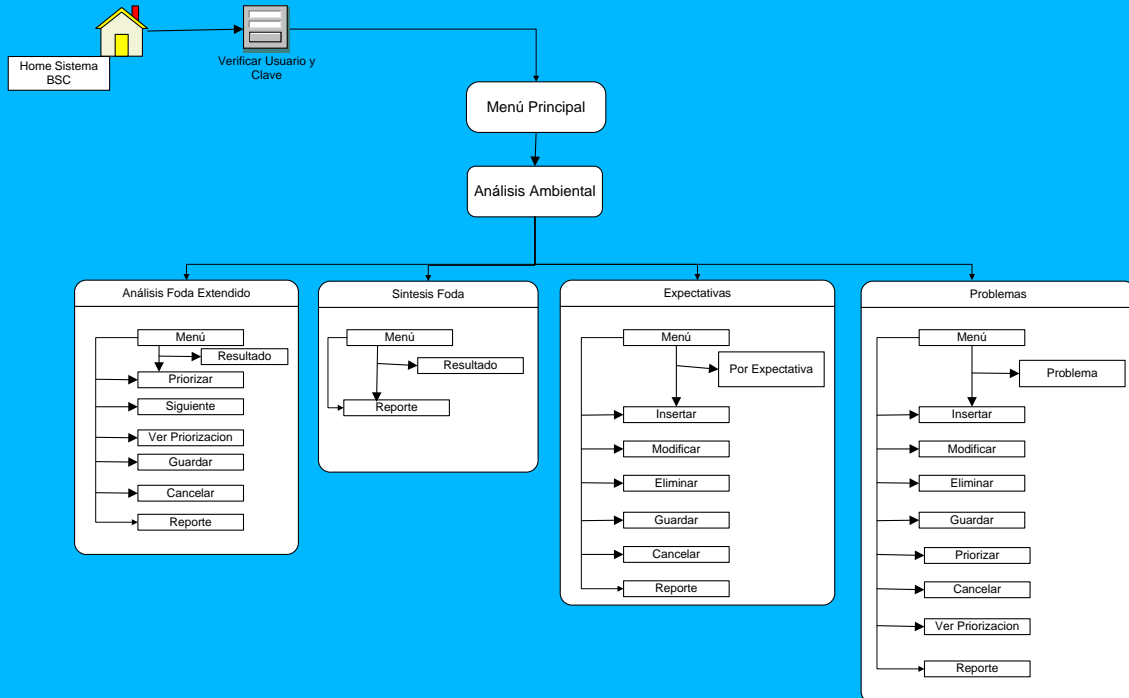 Home Sistema
BSC
Verificar Usuario y
Clave
Menú Principal
Análisis Ambiental
Análisis Foda Extendido
Menú
Resultado
Priorizar
Siguiente
Ver Priorizacion
Guardar
Cancelar
Reporte
Sintesis Foda
Menú
Resultado
Reporte
Expectativas
Menú
Por Expectativa
Insertar
Modificar
Eliminar
Guardar
Cancelar
Reporte
Problemas
Menú
Problema
Insertar
Modificar
Eliminar
Guardar
Priorizar
Cancelar
Ver Priorizacion
Reporte